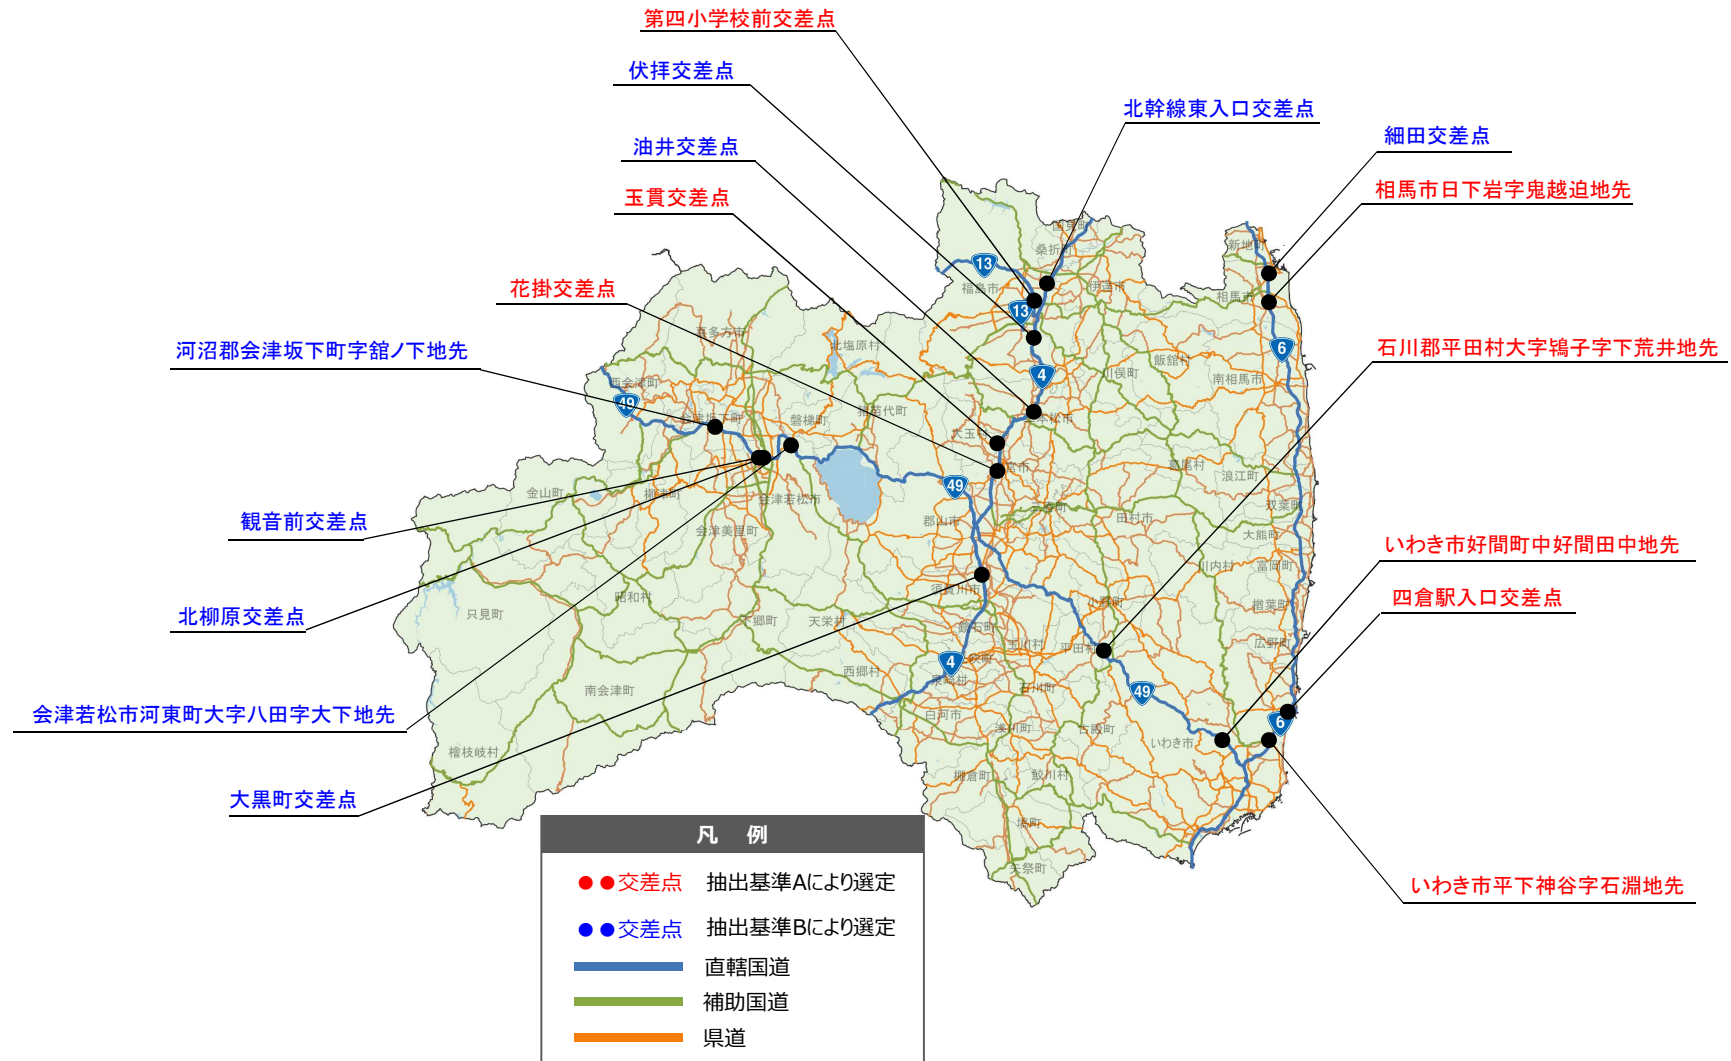 第四小学校前交差点
伏拝交差点
北幹線東入口交差点
細田交差点
油井交差点
相馬市日下岩字鬼越迫地先
玉貫交差点
花掛交差点
河沼郡会津坂下町字舘ノ下地先
石川郡平田村大字鴇子字下荒井地先
観音前交差点
いわき市好間町中好間田中地先
四倉駅入口交差点
北柳原交差点
会津若松市河東町大字八田字大下地先
大黒町交差点
いわき市平下神谷字石淵地先
国見町
桑折町
新地町
13
福島市
伊達市
相馬市
13
喜多方市
北塩原村
6
飯舘村
西会津町
4
川俣町
南相馬市
49
会津坂下町
磐梯町
猪苗代町
二本松市
大玉村
葛尾村
浪江町
金山町
柳津町
会津若松市
49
双葉町
郡山市
三春町
田村市
会津美里町
大熊町
川内村
富岡町
須賀川市
昭和村
小野町
楢葉町
只見町
下郷町
天栄村
鏡石町
玉川村
平田村
広野町
4
西郷村
泉崎村
石川町
南会津町
49
白河市
浅川町
古殿町
6
いわき市
檜枝岐村
棚倉町
鮫川村
塙町
矢祭町
凡 例
●●交差点 抽出基準Aにより選定
●●交差点 抽出基準Bにより選定
直轄国道
補助国道
県道